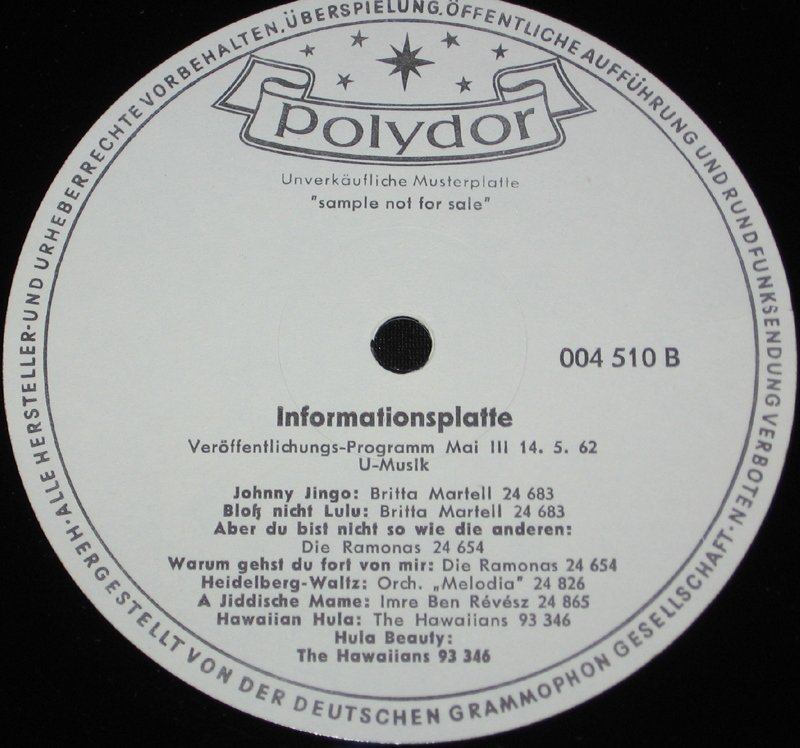 ALLE HERSTELLER-UND URHEBERRECHTE VORBEHALTEN. ÜBERSPIELUNG. ÖFFENTLICHE AUFFÜHRUNG UND RUNDFUNKSENDUNG VERBOTEN·
polydor
Unverkäufliche Musterplatte
"sample not for sale"
004 510 B
Informationsplatte
Veröffentlichungs-Programm Mai III 14. 5. 62
U-Musik
Johnny Jingo: Britta Martell 24 683
Bloß nicht Lulu: Britta Martell 24 683
Aber du bist nicht so wie die anderen:
Die Ramonas 24 654
Warum gehst du fort von mir: Die Ramonas 24 654
Heidelberg-Waltz: Orch. „Melodia" 24 826
A Jiddische Mame: Imre Ben Révész 24 865
Hawaiian Hula: The Hawaiians 93 346
Hula Beauty:
The Hawaiians 93 346
HERGESTELLT VON DER DEUTSCHEN GRAMMOPHON GESELLSCHAFT·